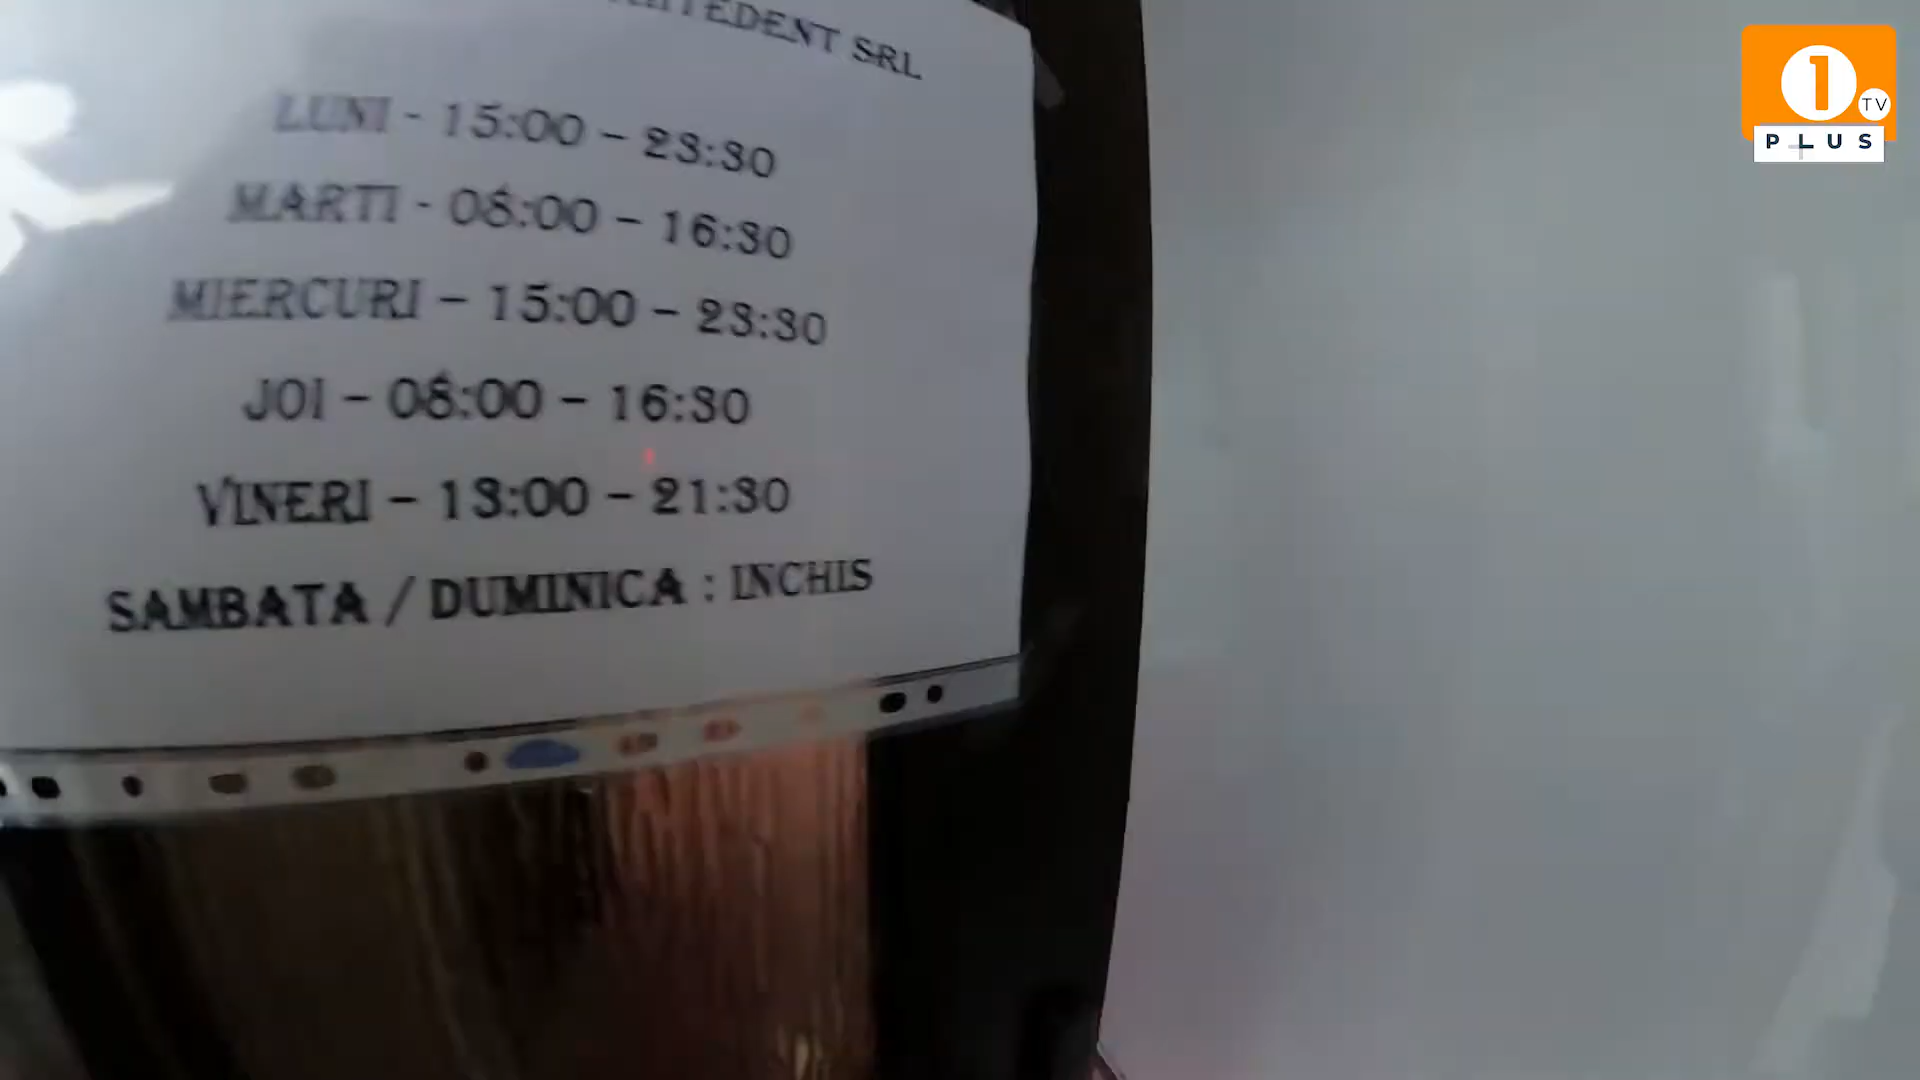 SRL
LUNI - 15:00 – 23:30
MARTI - 08:00 – 16:30
MIERCURI – 15:00 – 23:30
JOI – 08:00 – 16:30
VINERI – 13:00 – 21:30
SAMBATA / DUMINICA : INCHIS
1
TV
PLUS